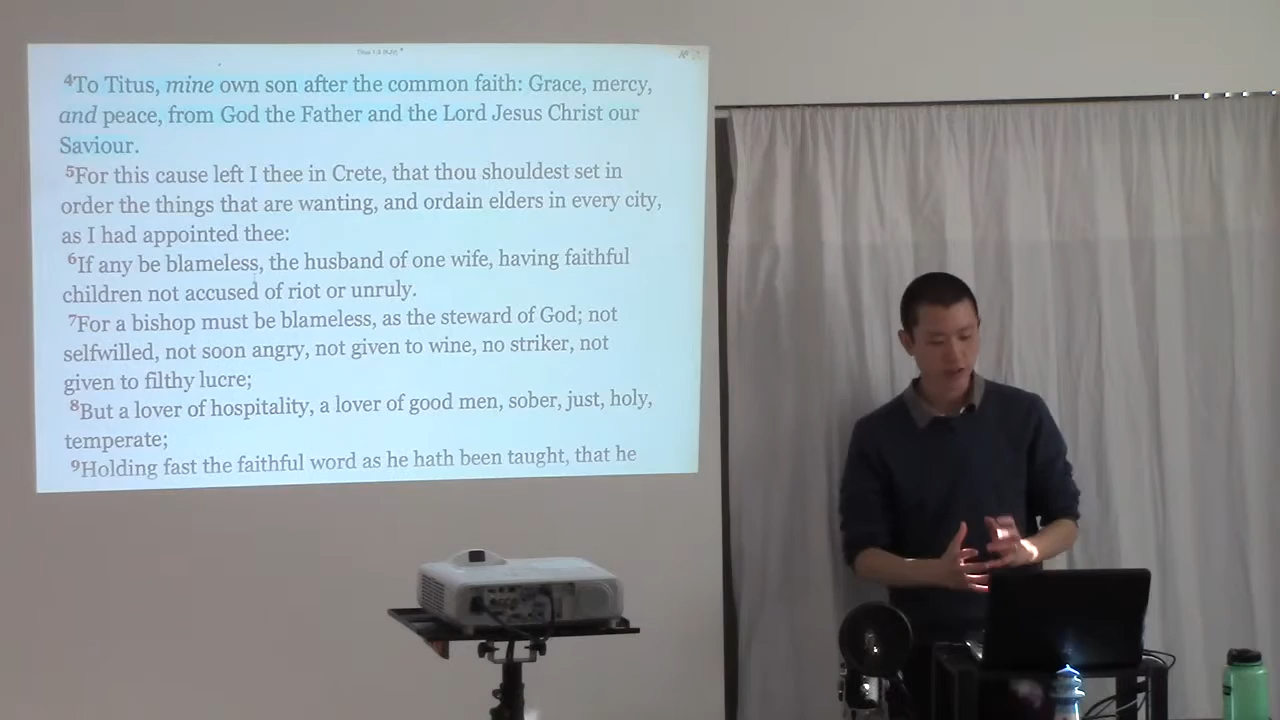 Titus 1:3 (KJV)
⁴To Titus, mine own son after the common faith: Grace, mercy,
and peace, from God the Father and the Lord Jesus Christ our
Saviour.
⁵For this cause left I thee in Crete, that thou shouldest set in
order the things that are wanting, and ordain elders in every city,
as I had appointed thee:
⁶If any be blameless, the husband of one wife, having faithful
children not accused of riot or unruly.
⁷For a bishop must be blameless, as the steward of God; not
selfwilled, not soon angry, not given to wine, no striker, not
given to filthy lucre;
⁸But a lover of hospitality, a lover of good men, sober, just, holy,
temperate;
⁹Holding fast the faithful word as he hath been taught, that he